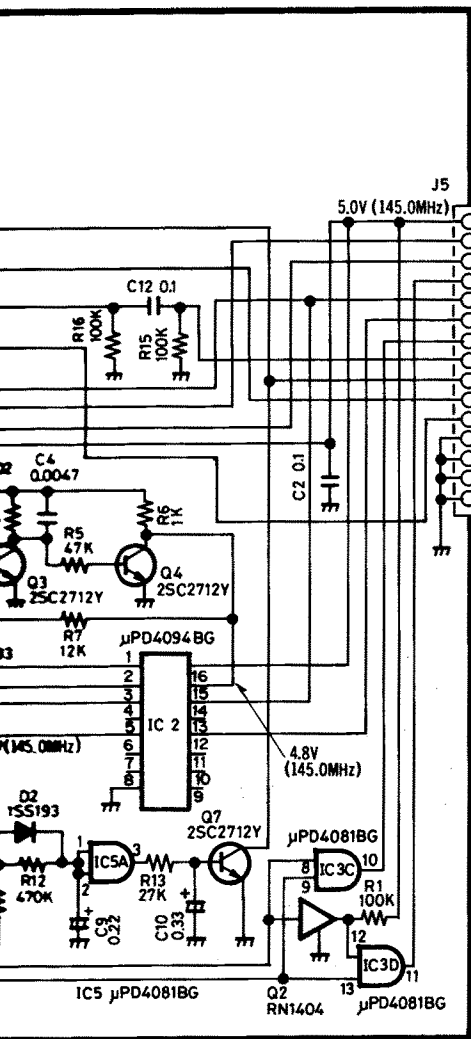 J5
5.0V (145.0MHz)
C12 0.1
R16
100K
R15
100K
C2 0.1
C4
0.0047
R6
1K
R5
47K
Q3
2SC2712Y
Q4
2SC2712Y
R7
12K
µPD4094BG
1
2
3
4
5
6
7
8
IC 2
16
15
14
13
12
11
10
9
4.8V
(145.0MHz)
(145.0MHz)
D2
1SS193
R12
470K
1
2
IC5A
3
R13
27K
C9
0.22
C10
0.33
Q7
2SC2712Y
IC5 µPD4081BG
µPD4081BG
8
9
IC3C
10
R1
100K
12
13
IC3D
11
Q2
RN1404
µPD4081BG